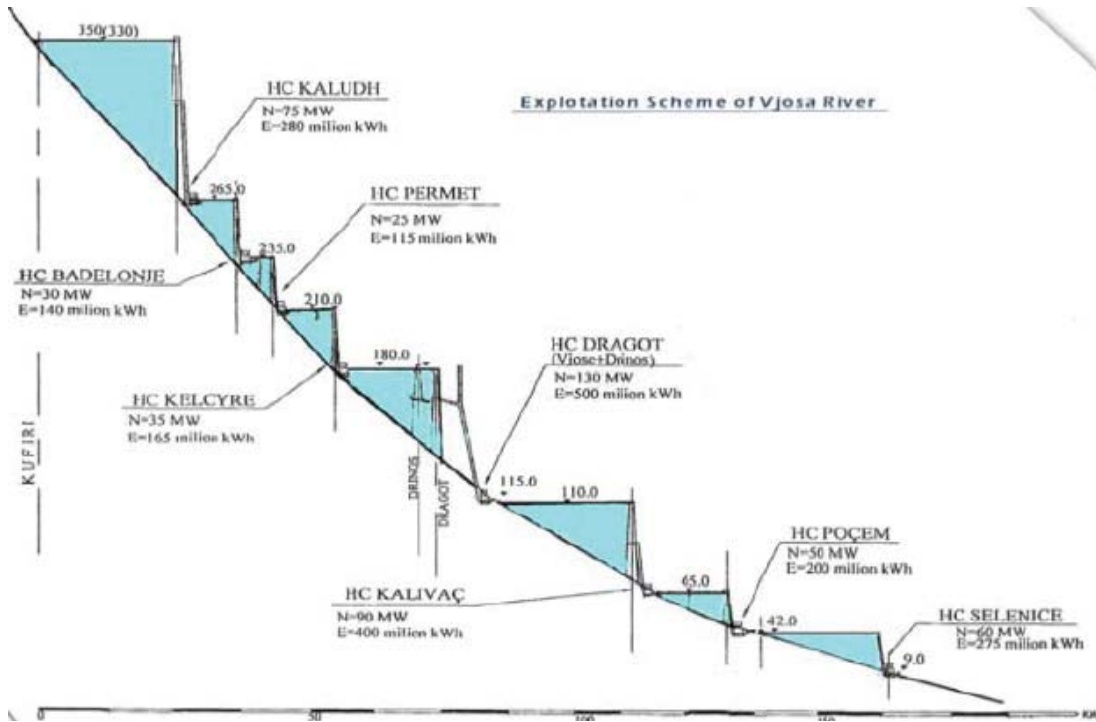 350(330)
HC KALUDH
N=75 MW
E=280 milion kWh
Explotation Scheme of Vjosa River
265.0
HC PERMET
N=25 MW
E=115 milion kWh
235.0
HC BADELONJE
N=30 MW
E=140 milion kWh
210.0
HC DRAGOT
(Vjose+Drinos)
N=130 MW
E=500 milion kWh
180.0
HC KELCYRE
N=35 MW
E=165 milion kWh
KUFIRI
DRINOS
DRAGOT
115.0
110.0
HC POÇEM
N=50 MW
E=200 milion kWh
HC KALIVAÇ
N=90 MW
E=400 milion kWh
65.0
42.0
HC SELENICE
N=60 MW
E=275 milion kWh
9.0
0
50
100